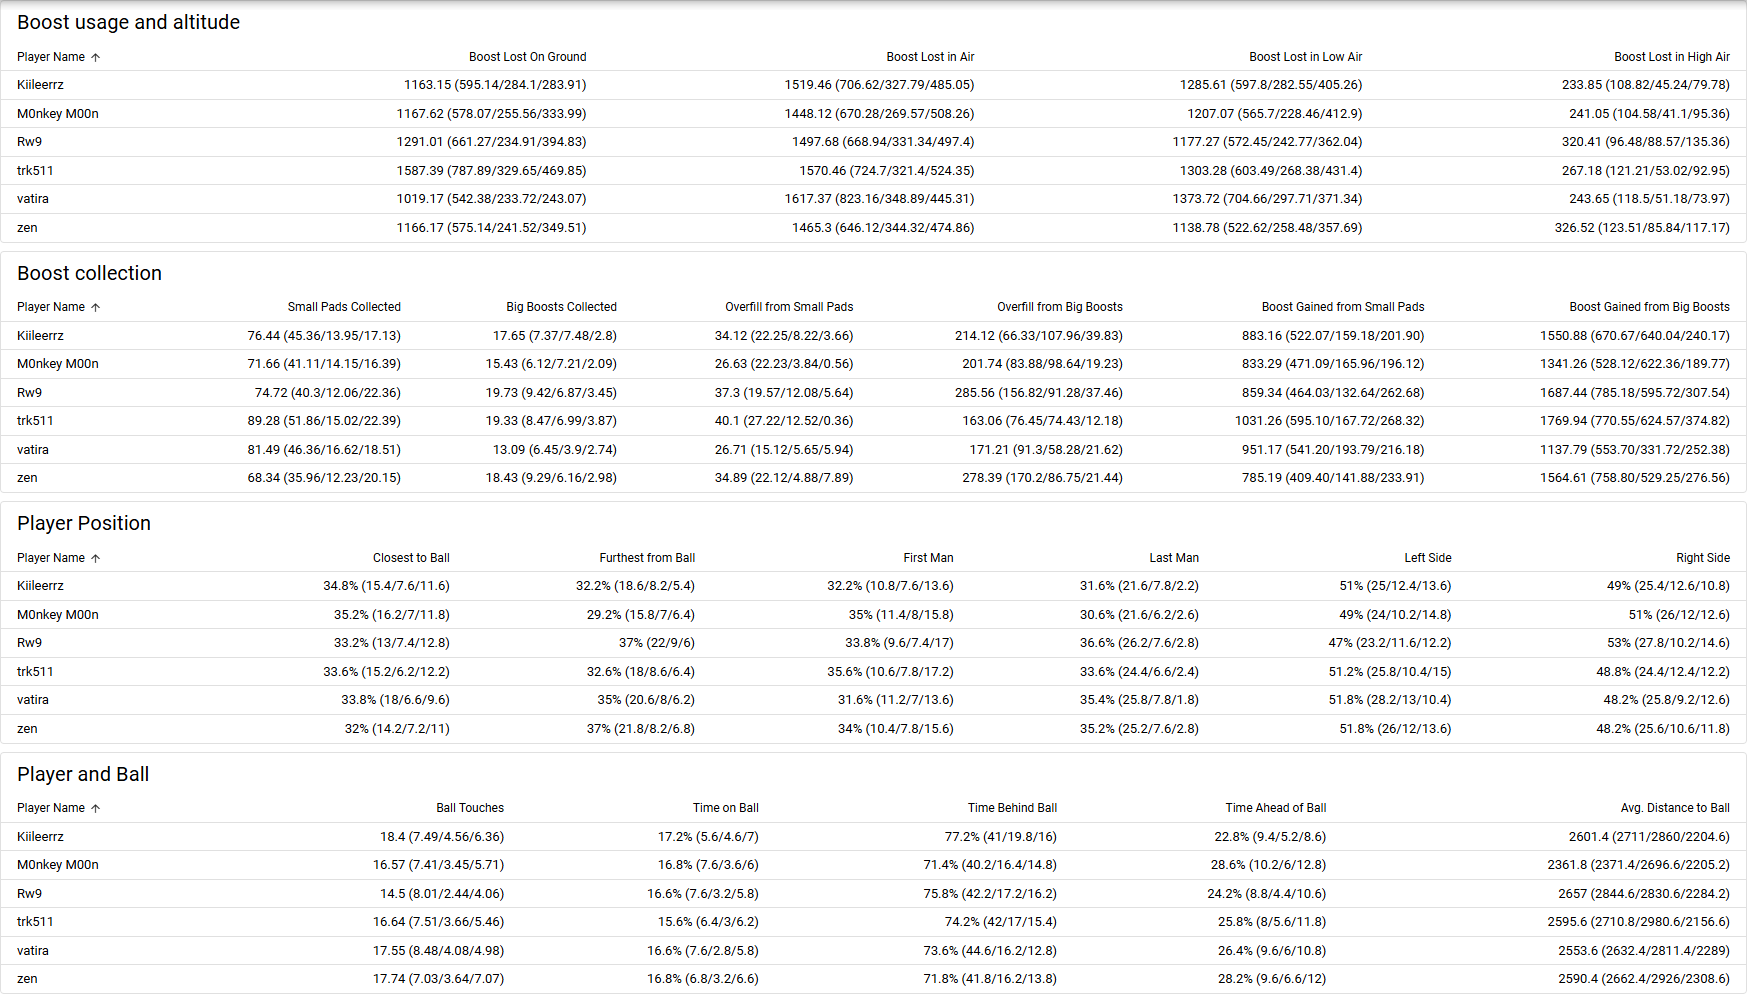 Boost usage and altitude
Player Name ↑ Boost Lost On Ground Boost Lost in Air Boost Lost in Low Air Boost Lost in High Air
Kiileerrz 1163.15 (595.14/284.1/283.91) 1519.46 (706.62/327.79/485.05) 1285.61 (597.8/282.55/405.26) 233.85 (108.82/45.24/79.78)
M0nkey M00n 1167.62 (578.07/255.56/333.99) 1448.12 (670.28/269.57/508.26) 1207.07 (565.7/228.46/412.9) 241.05 (104.58/41.1/95.36)
Rw9 1291.01 (661.27/234.91/394.83) 1497.68 (668.94/331.34/497.4) 1177.27 (572.45/242.77/362.04) 320.41 (96.48/88.57/135.36)
trk511 1587.39 (787.89/329.65/469.85) 1570.46 (724.7/321.4/524.35) 1303.28 (603.49/268.38/431.4) 267.18 (121.21/53.02/92.95)
vatira 1019.17 (542.38/233.72/243.07) 1617.37 (823.16/348.89/445.31) 1373.72 (704.66/297.71/371.34) 243.65 (118.5/51.18/73.97)
zen 1166.17 (575.14/241.52/349.51) 1465.3 (646.12/344.32/474.86) 1138.78 (522.62/258.48/357.69) 326.52 (123.51/85.84/117.17)
Boost collection
Player Name ↑ Small Pads Collected Big Boosts Collected Overfill from Small Pads Overfill from Big Boosts Boost Gained from Small Pads Boost Gained from Big Boosts
Kiileerrz 76.44 (45.36/13.95/17.13) 17.65 (7.37/7.48/2.8) 34.12 (22.25/8.22/3.66) 214.12 (66.33/107.96/39.83) 883.16 (522.07/159.18/201.90) 1550.88 (670.67/640.04/240.17)
M0nkey M00n 71.66 (41.11/14.15/16.39) 15.43 (6.12/7.21/2.09) 26.63 (22.23/3.84/0.56) 201.74 (83.88/98.64/19.23) 833.29 (471.09/165.96/196.12) 1341.26 (528.12/622.36/189.77)
Rw9 74.72 (40.3/12.06/22.36) 19.73 (9.42/6.87/3.45) 37.3 (19.57/12.08/5.64) 285.56 (156.82/91.28/37.46) 859.34 (464.03/132.64/262.68) 1687.44 (785.18/595.72/307.54)
trk511 89.28 (51.86/15.02/22.39) 19.33 (8.47/6.99/3.87) 40.1 (27.22/12.52/0.36) 163.06 (76.45/74.43/12.18) 1031.26 (595.10/167.72/268.32) 1769.94 (770.55/624.57/374.82)
vatira 81.49 (46.36/16.62/18.51) 13.09 (6.45/3.9/2.74) 26.71 (15.12/5.65/5.94) 171.21 (91.3/58.28/21.62) 951.17 (541.20/193.79/216.18) 1137.79 (553.70/331.72/252.38)
zen 68.34 (35.96/12.23/20.15) 18.43 (9.29/6.16/2.98) 34.89 (22.12/4.88/7.89) 278.39 (170.2/86.75/21.44) 785.19 (409.40/141.88/233.91) 1564.61 (758.80/529.25/276.56)
Player Position
Player Name ↑ Closest to Ball Furthest from Ball First Man Last Man Left Side Right Side
Kiileerrz 34.8% (15.4/7.6/11.6) 32.2% (18.6/8.2/5.4) 32.2% (10.8/7.6/13.6) 31.6% (21.6/7.8/2.2) 51% (25/12.4/13.6) 49% (25.4/12.6/10.8)
M0nkey M00n 35.2% (16.2/7/11.8) 29.2% (15.8/7/6.4) 35% (11.4/8/15.8) 30.6% (21.6/6.2/2.6) 49% (24/10.2/14.8) 51% (26/12/12.6)
Rw9 33.2% (13/7.4/12.8) 37% (22/9/6) 33.8% (9.6/7.4/17) 36.6% (26.2/7.6/2.8) 47% (23.2/11.6/12.2) 53% (27.8/10.2/14.6)
trk511 33.6% (15.2/6.2/12.2) 32.6% (18/8.6/6.4) 35.6% (10.6/7.8/17.2) 33.6% (24.4/6.6/2.4) 51.2% (25.8/10.4/15) 48.8% (24.4/12.4/12.2)
vatira 33.8% (18/6.6/9.6) 35% (20.6/8/6.2) 31.6% (11.2/7/13.6) 35.4% (25.8/7.8/1.8) 51.8% (28.2/13/10.4) 48.2% (25.8/9.2/12.6)
zen 32% (14.2/7.2/11) 37% (21.8/8.2/6.8) 34% (10.4/7.8/15.6) 35.2% (25.2/7.6/2.8) 51.8% (26/12/13.6) 48.2% (25.6/10.6/11.8)
Player and Ball
Player Name ↑ Ball Touches Time on Ball Time Behind Ball Time Ahead of Ball Avg. Distance to Ball
Kiileerrz 18.4 (7.49/4.56/6.36) 17.2% (5.6/4.6/7) 77.2% (41/19.8/16) 22.8% (9.4/5.2/8.6) 2601.4 (2711/2860/2204.6)
M0nkey M00n 16.57 (7.41/3.45/5.71) 16.8% (7.6/3.6/6) 71.4% (40.2/16.4/14.8) 28.6% (10.2/6/12.8) 2361.8 (2371.4/2696.6/2205.2)
Rw9 14.5 (8.01/2.44/4.06) 16.6% (7.6/3.2/5.8) 75.8% (42.2/17.2/16.2) 24.2% (8.8/4.4/10.6) 2657 (2844.6/2830.6/2284.2)
trk511 16.64 (7.51/3.66/5.46) 15.6% (6.4/3/6.2) 74.2% (42/17/15.4) 25.8% (8/5.6/11.8) 2595.6 (2710.8/2980.6/2156.6)
vatira 17.55 (8.48/4.08/4.98) 16.6% (7.6/2.8/5.8) 73.6% (44.6/16.2/12.8) 26.4% (9.6/6/10.8) 2553.6 (2632.4/2811.4/2289)
zen 17.74 (7.03/3.64/7.07) 16.8% (6.8/3.2/6.6) 71.8% (41.8/16.2/13.8) 28.2% (9.6/6.6/12) 2590.4 (2662.4/2926/2308.6)